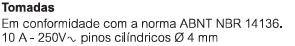 Tomadas
Em conformidade com a norma ABNT NBR 14136.
10 A - 250V∿ pinos cilíndricos Ø 4 mm